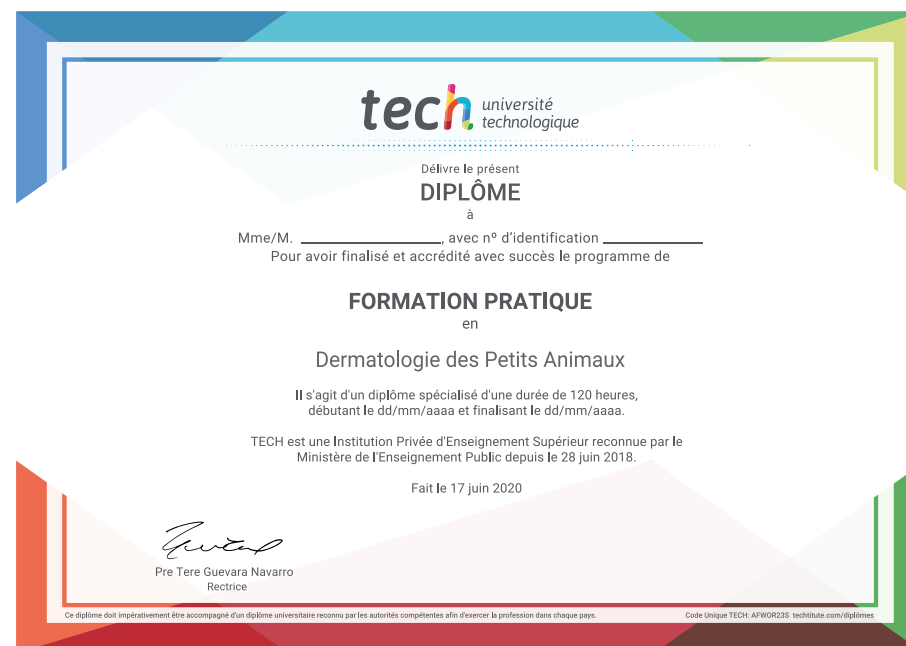 tech université
technologique
Délivre le présent
DIPLÔME
à
Mme/M. ____________________, avec nº d'identification ______________
Pour avoir finalisé et accrédité avec succès le programme de
FORMATION PRATIQUE
en
Dermatologie des Petits Animaux
Il s'agit d'un diplôme spécialisé d'une durée de 120 heures,
débutant le dd/mm/aaaa et finalisant le dd/mm/aaaa.
TECH est une Institution Privée d'Enseignement Supérieur reconnue par le
Ministère de l'Enseignement Public depuis le 28 juin 2018.
Fait le 17 juin 2020
Pre Tere Guevara Navarro
Rectrice
Ce diplôme doit impérativement être accompagné d'un diplôme universitaire reconnu par les autorités compétentes afin d'exercer la profession dans chaque pays.
Code Unique TECH: AFWOR23S techtitute.com/diplômes